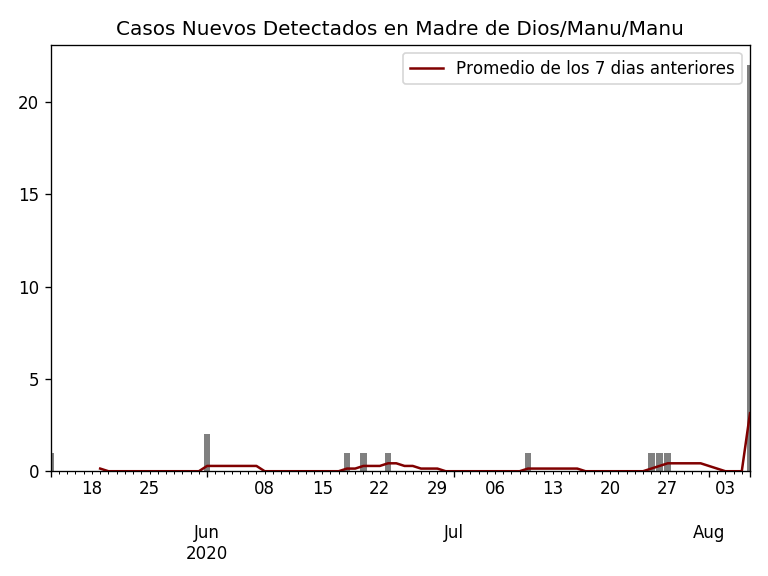 Casos Nuevos Detectados en Madre de Dios/Manu/Manu
Promedio de los 7 dias anteriores
20
15
10
5
0
18 25 08 15 22 29 06 13 20 27 03
Jun Jul Aug
2020